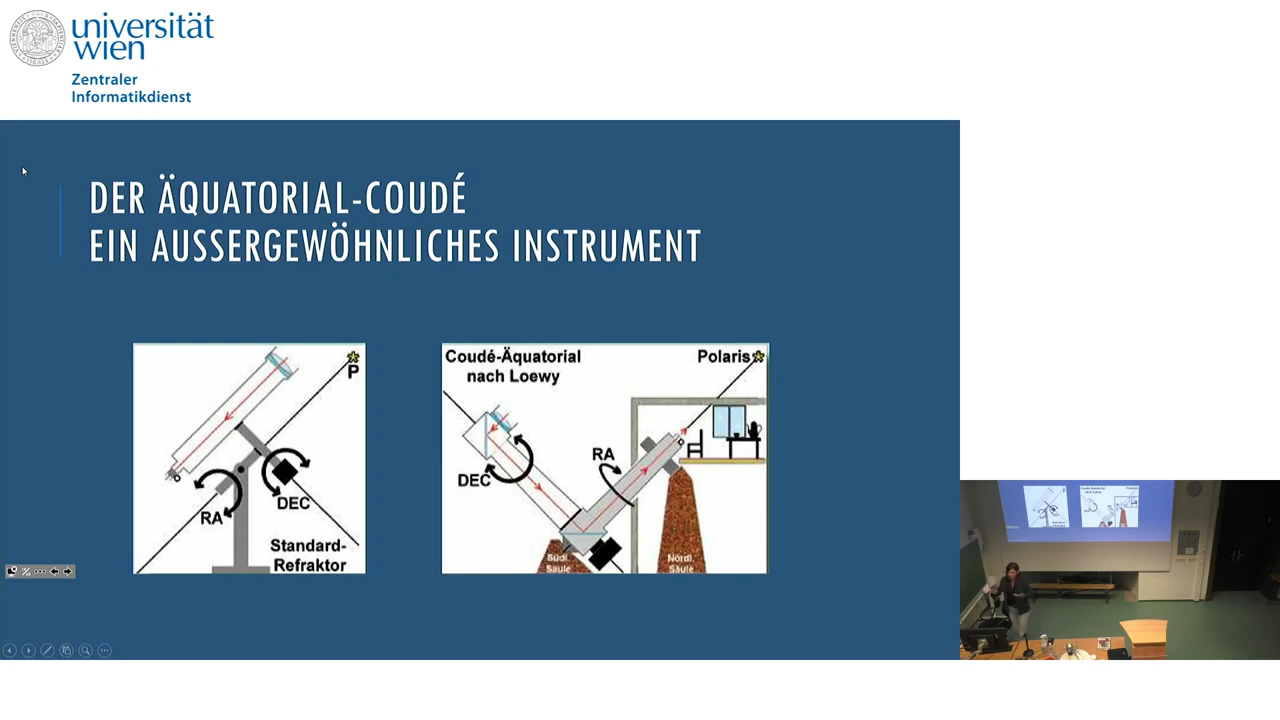 universität
wien
Zentraler
Informatikdienst
DER ÄQUATORIAL-COUDÉ
EIN AUSSERGEWÖHNLICHES INSTRUMENT
P
RA
DEC
Standard-
Refraktor
Coudé-Äquatorial
nach Loewy
Polaris
DEC
RA
Südl.
Säule
Nördl.
Säule